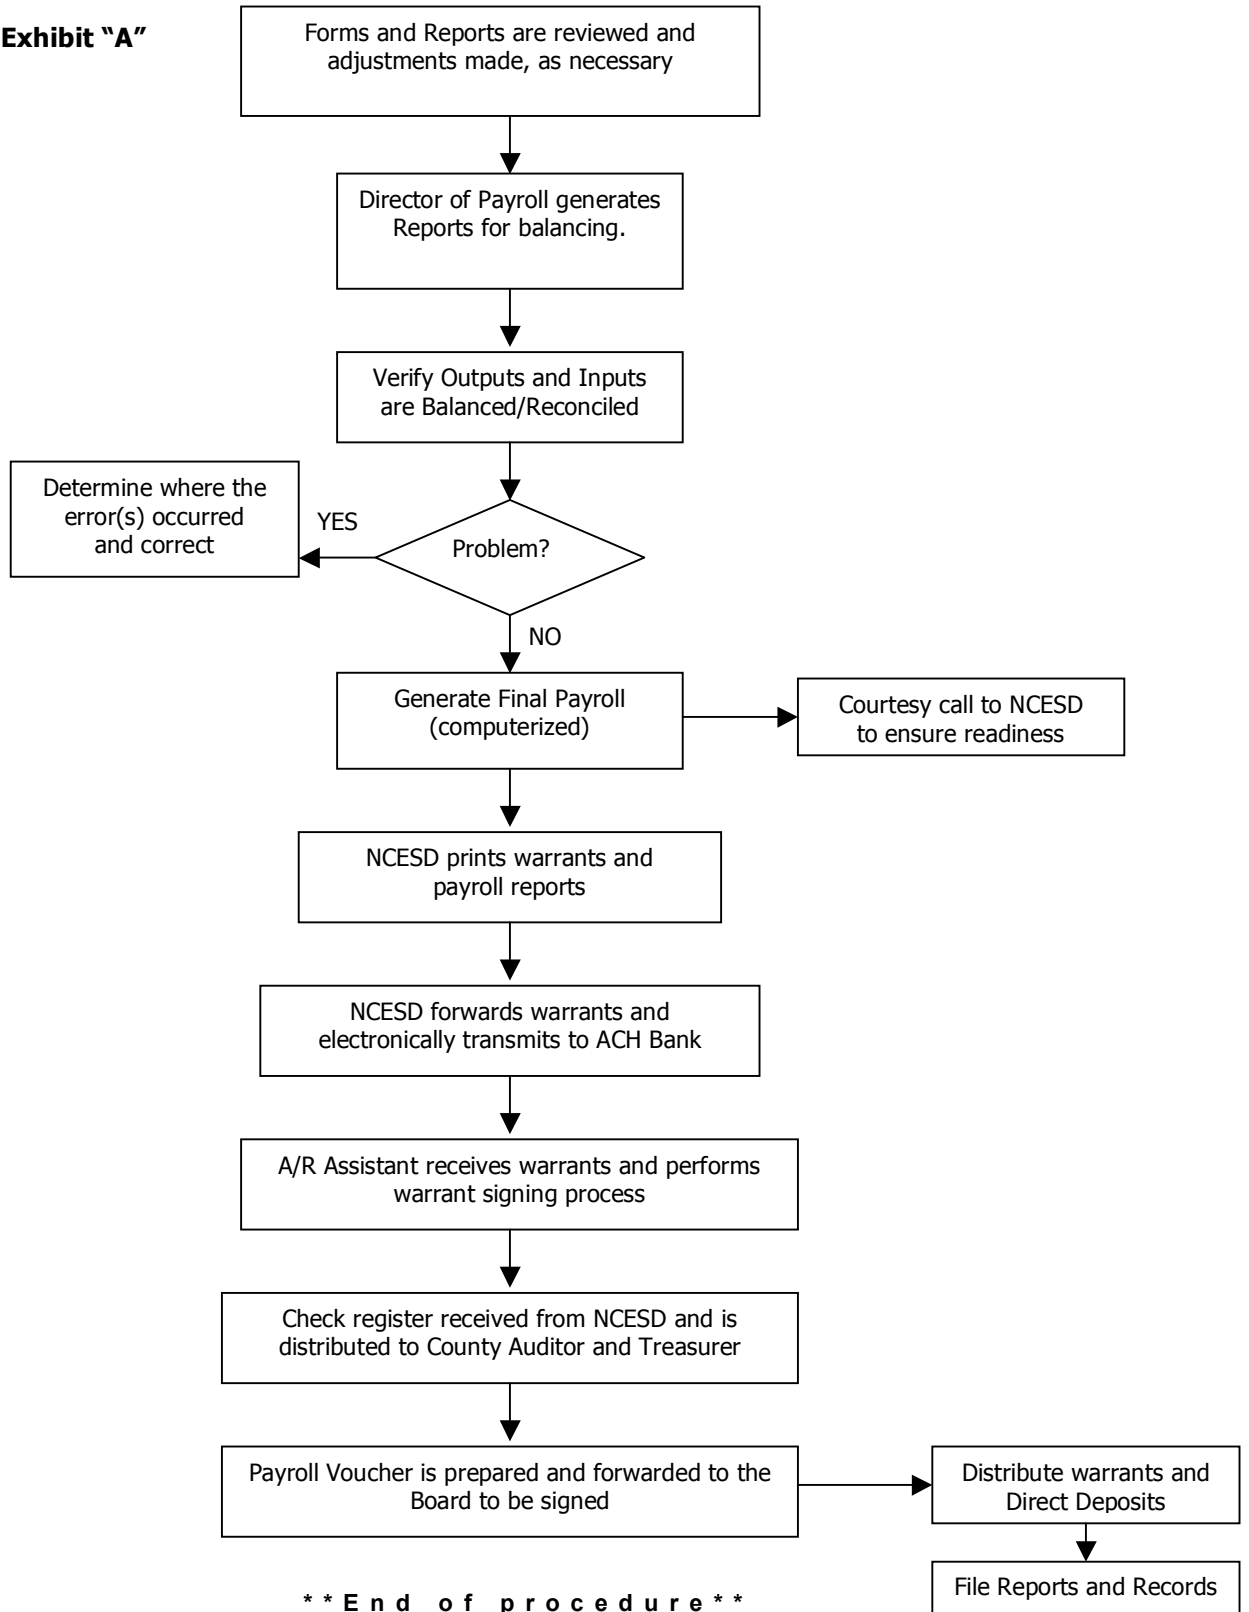 Exhibit “A”
Forms and Reports are reviewed and
adjustments made, as necessary
Director of Payroll generates
Reports for balancing.
Verify Outputs and Inputs
are Balanced/Reconciled
Determine where the
error(s) occurred
and correct
YES
Problem?
NO
Generate Final Payroll
(computerized)
Courtesy call to NCESD
to ensure readiness
NCESD prints warrants and
payroll reports
NCESD forwards warrants and
electronically transmits to ACH Bank
A/R Assistant receives warrants and performs
warrant signing process
Check register received from NCESD and is
distributed to County Auditor and Treasurer
Payroll Voucher is prepared and forwarded to the
Board to be signed
Distribute warrants and
Direct Deposits
File Reports and Records
**End of procedure**